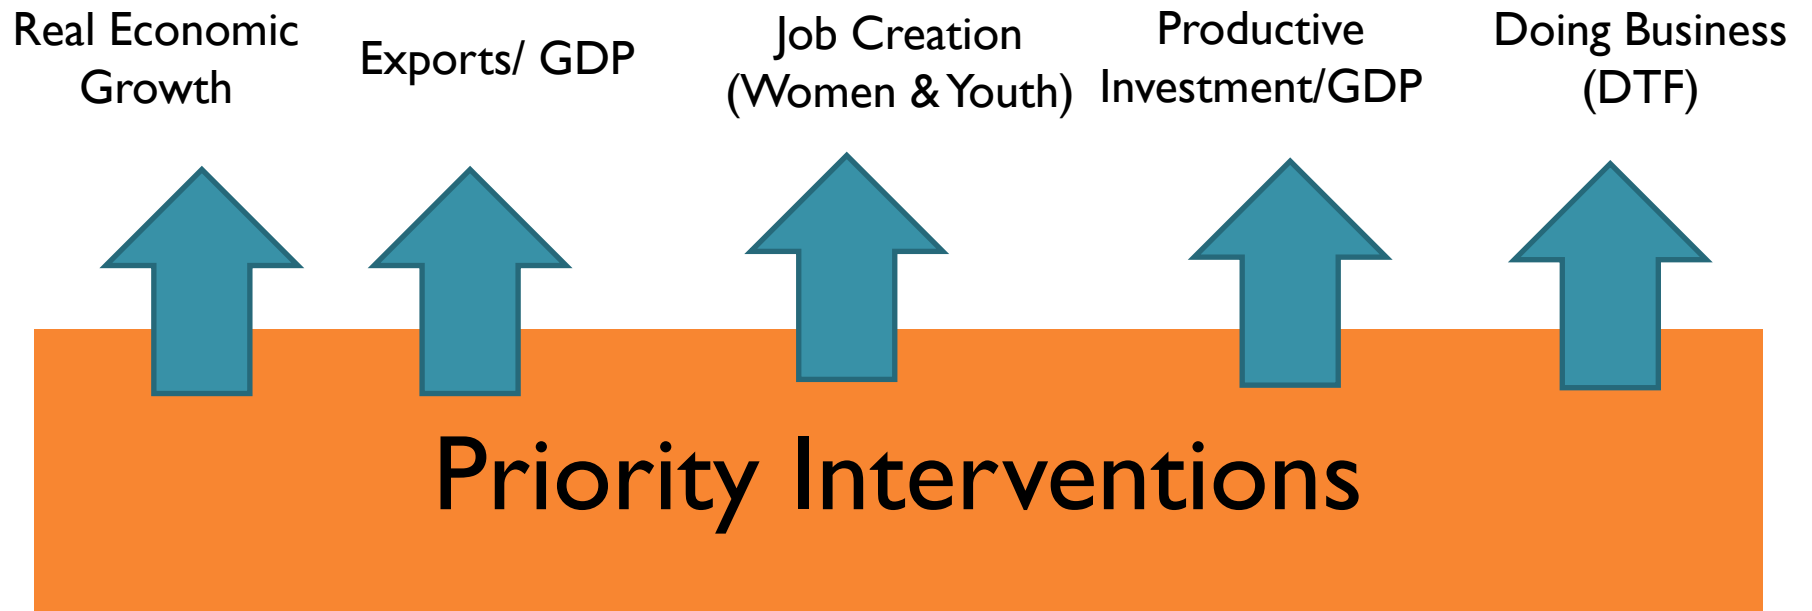 Real Economic
Growth
Exports/ GDP
Job Creation
(Women & Youth)
Productive
Investment/GDP
Doing Business
(DTF)
Priority Interventions